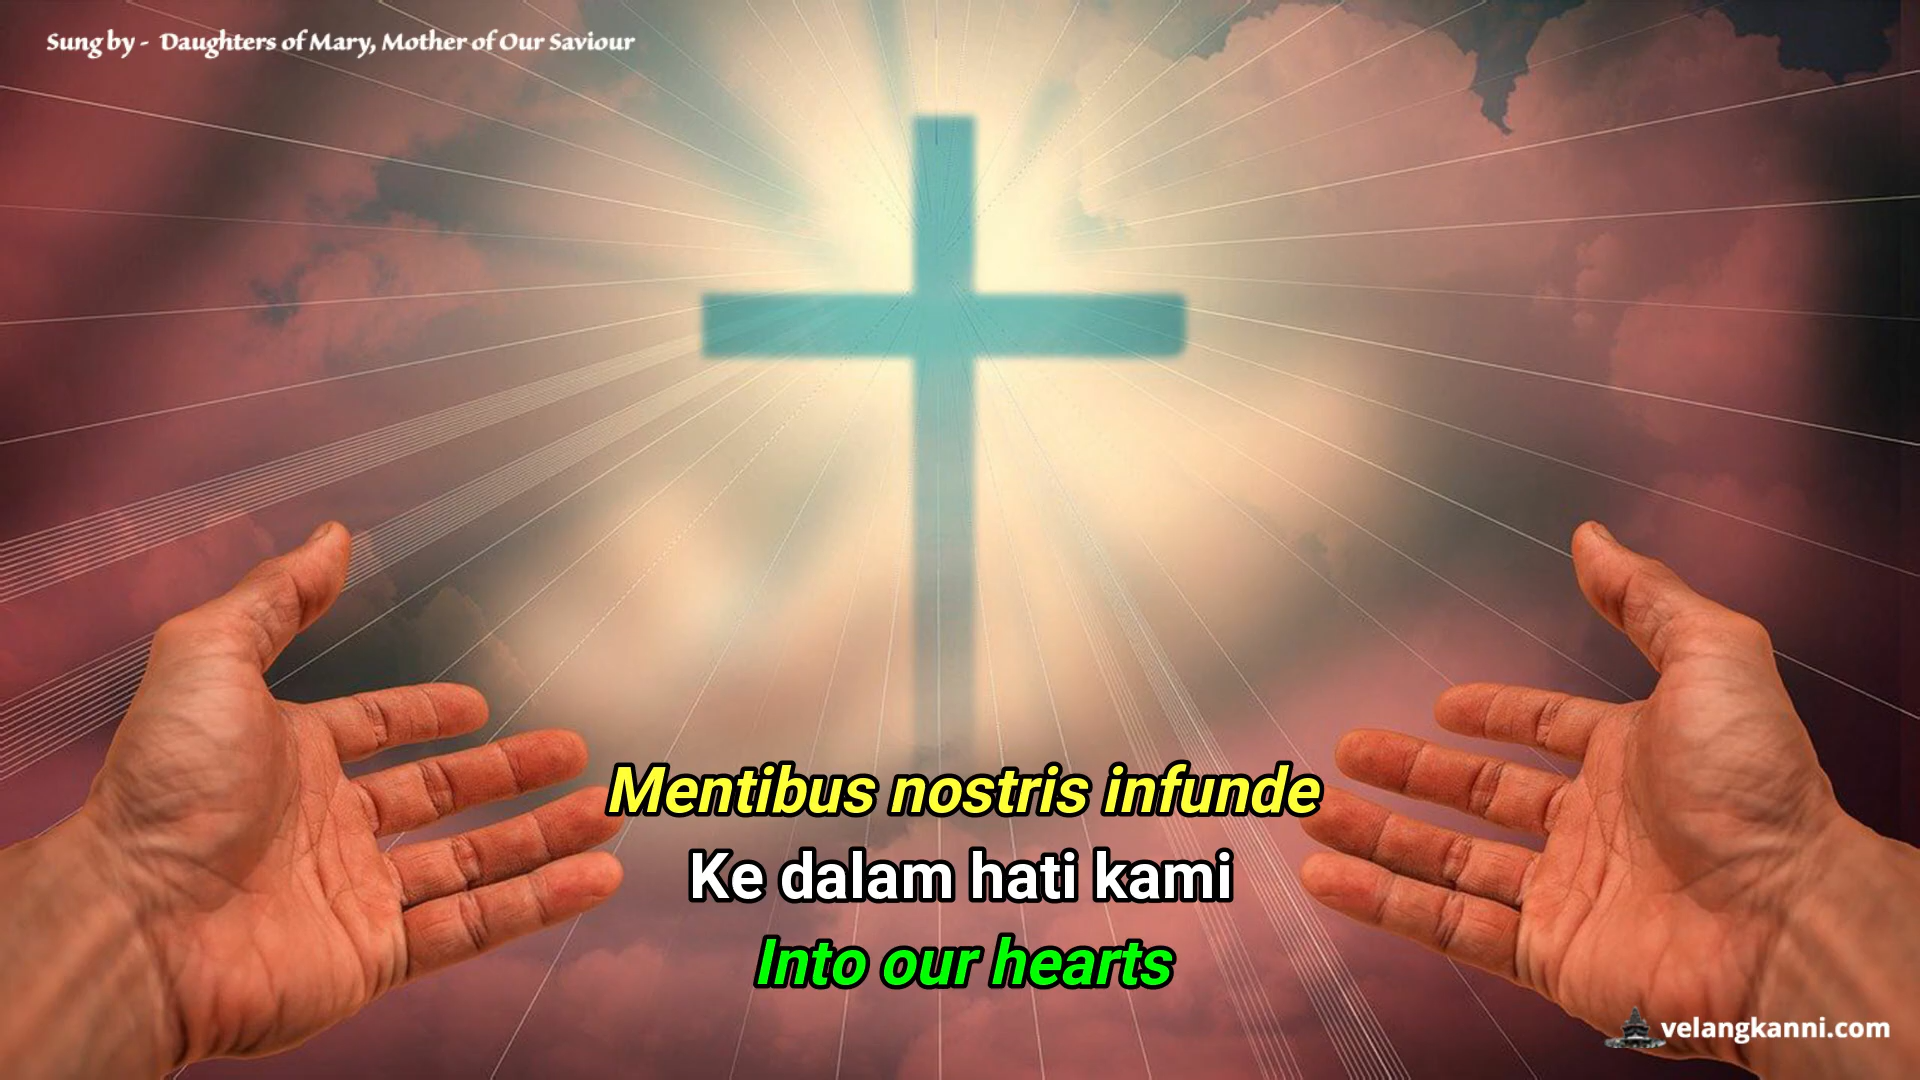 Sung by - Daughters of Mary, Mother of Our Saviour
Mentibus nostris infunde
Ke dalam hati kami
Into our hearts
velangkanni.com